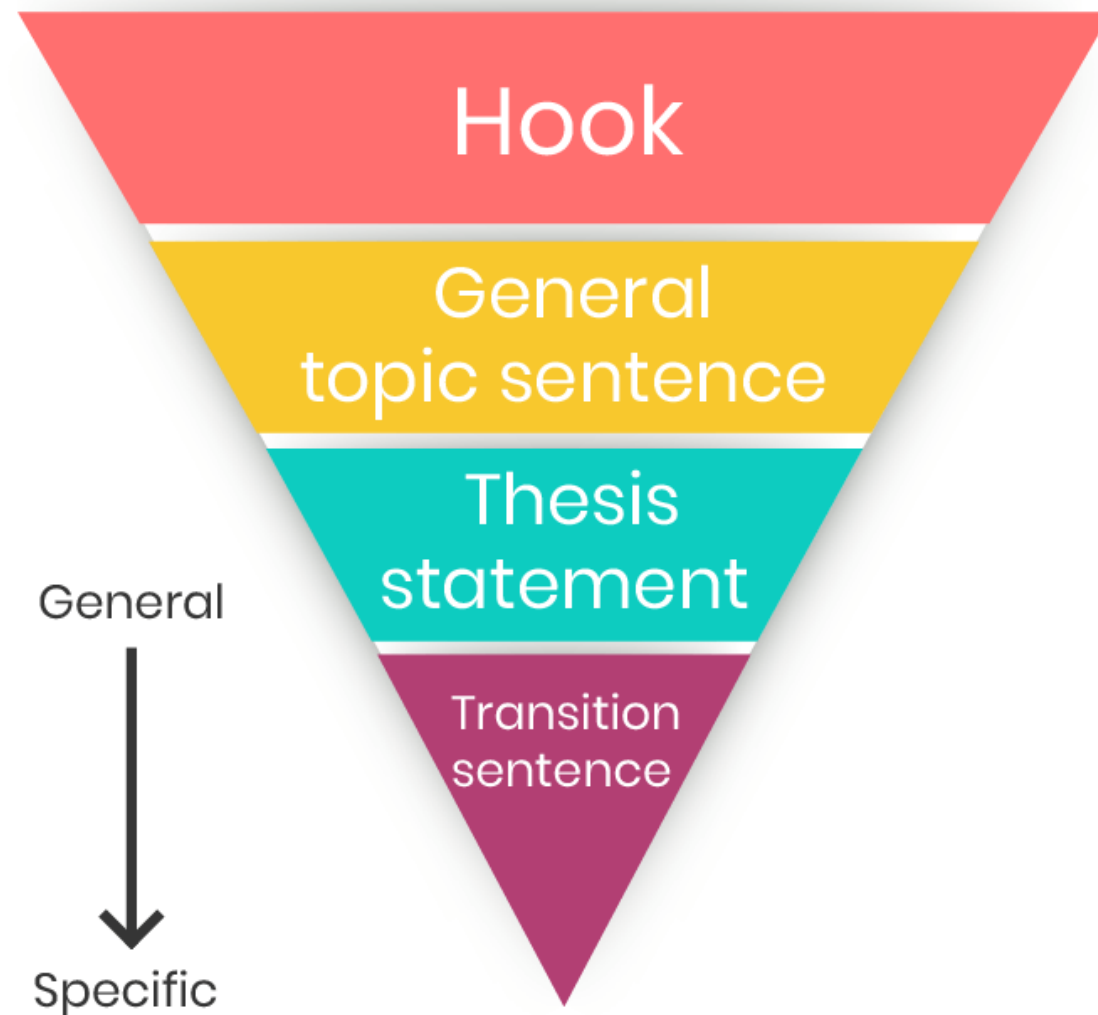 Hook
General
topic sentence
Thesis
statement
General
Transition
sentence
Specific